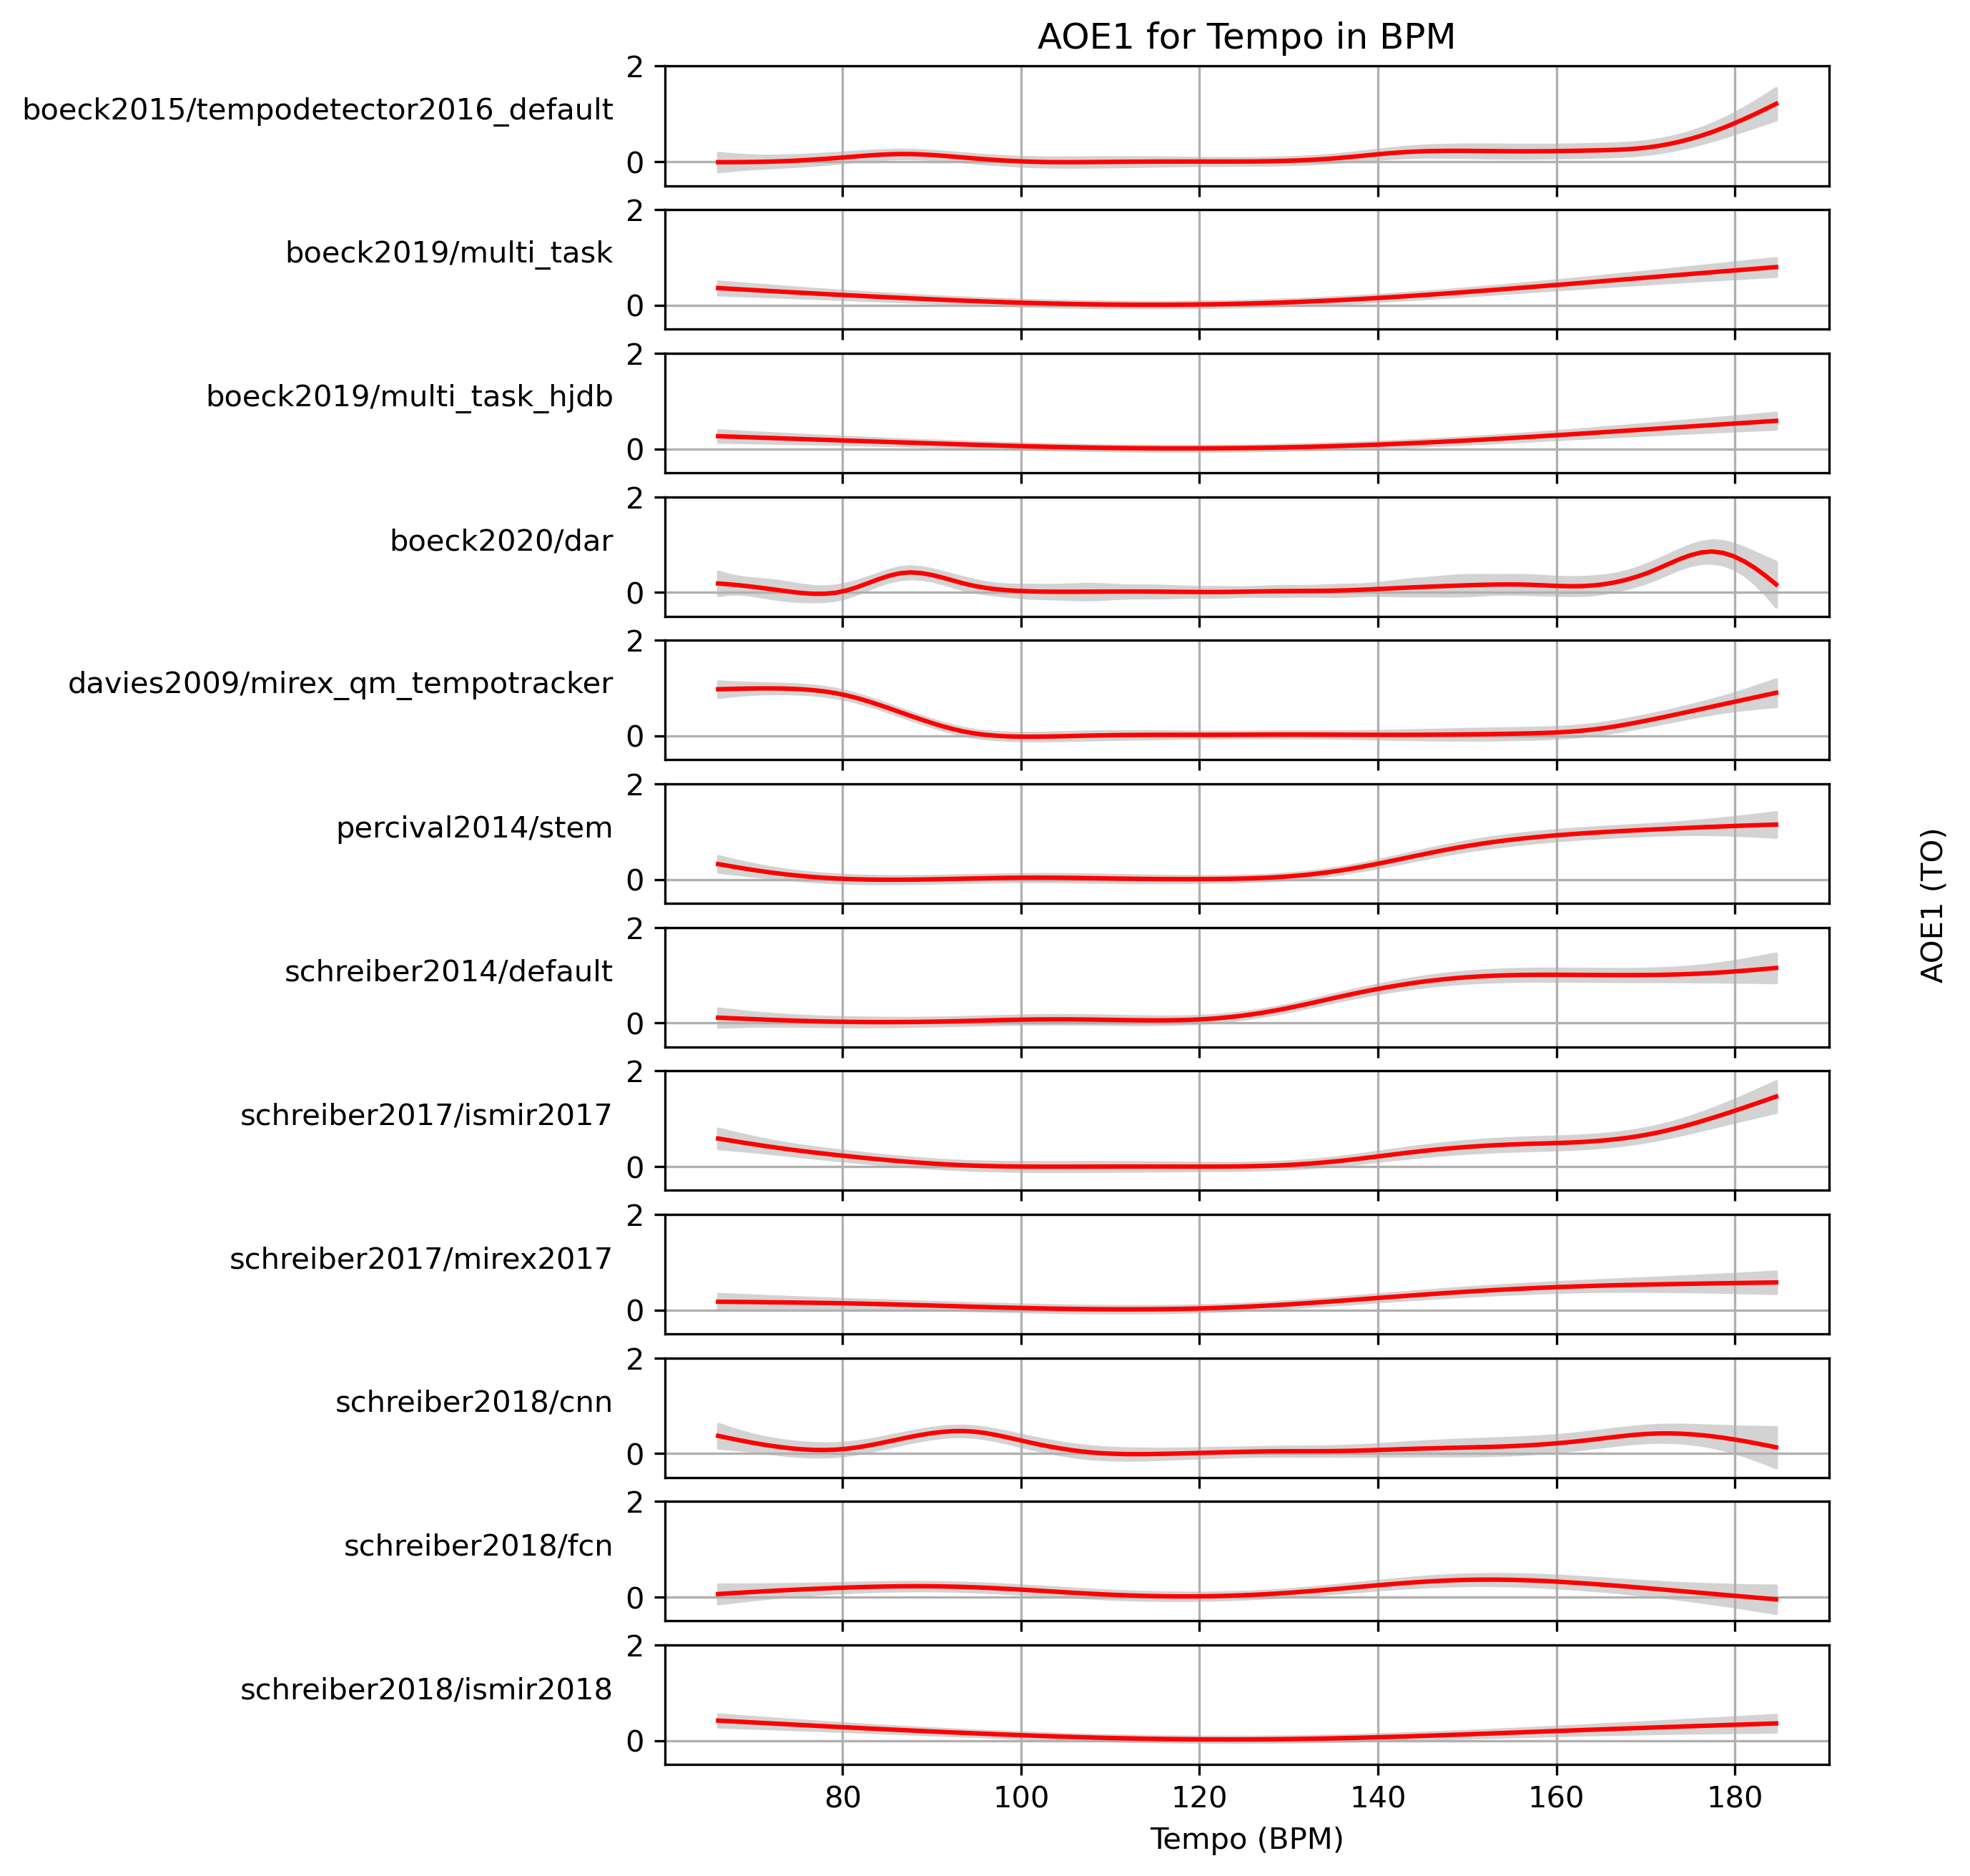 AOE1 for Tempo in BPM
2
boeck2015/tempodetector2016_default
0
2
boeck2019/multi_task
0
2
boeck2019/multi_task_hjdb
0
2
boeck2020/dar
0
2
davies2009/mirex_qm_tempotracker
0
2
percival2014/stem
0
AOE1 (TO)
2
schreiber2014/default
0
2
schreiber2017/ismir2017
0
2
schreiber2017/mirex2017
0
2
schreiber2018/cnn
0
2
schreiber2018/fcn
0
2
schreiber2018/ismir2018
0
80 100 120 140 160 180
Tempo (BPM)